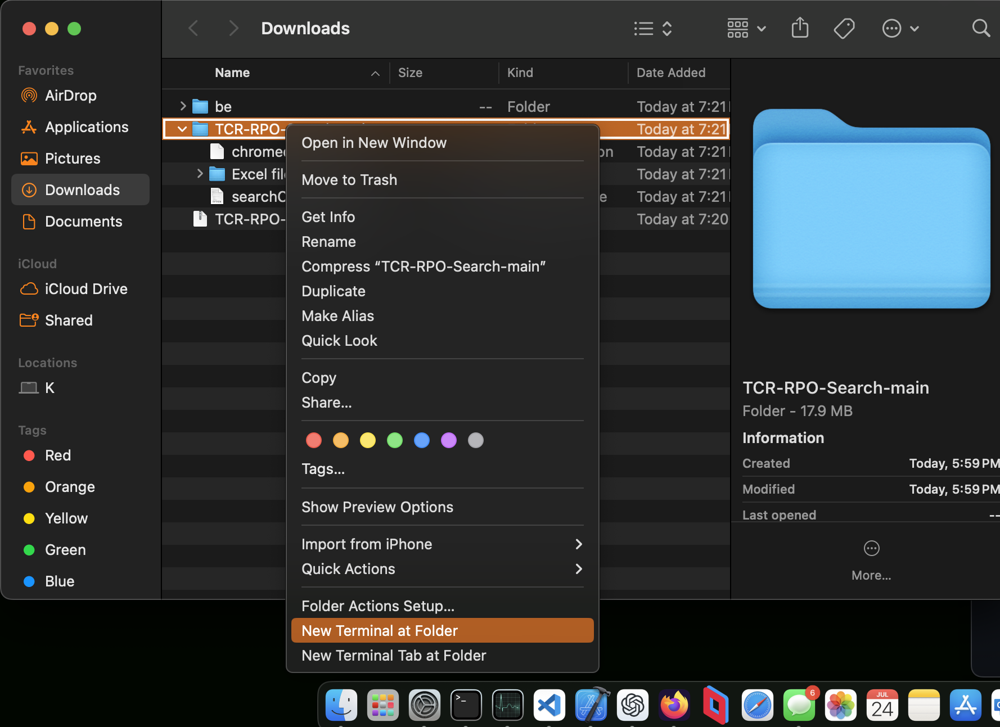 Downloads
Favorites
AirDrop
Applications
Pictures
Downloads
Documents
iCloud
iCloud Drive
Shared
Locations
K
Tags
Red
Orange
Yellow
Green
Blue
Name Size Kind Date Added
be -- Folder Today at 7:21
TCR-RPO- Today at 7:21
Today at 7:21
Excel Today at 7:21
Today at 7:21
TCR-RPO- Today at 7:20
Open in New Window
Move to Trash
Get Info
Rename
Compress “TCR-RPO-Search-main”
Duplicate
Make Alias
Quick Look
Copy
Share...
Tags...
Show Preview Options
Import from iPhone
Quick Actions
Folder Actions Setup...
New Terminal at Folder
New Terminal Tab at Folder
TCR-RPO-Search-main
Folder - 17.9 MB
Information
Created Today, 5:59 PM
Modified Today, 5:59 PM
Last opened --
More...
>_
6
JUL
24